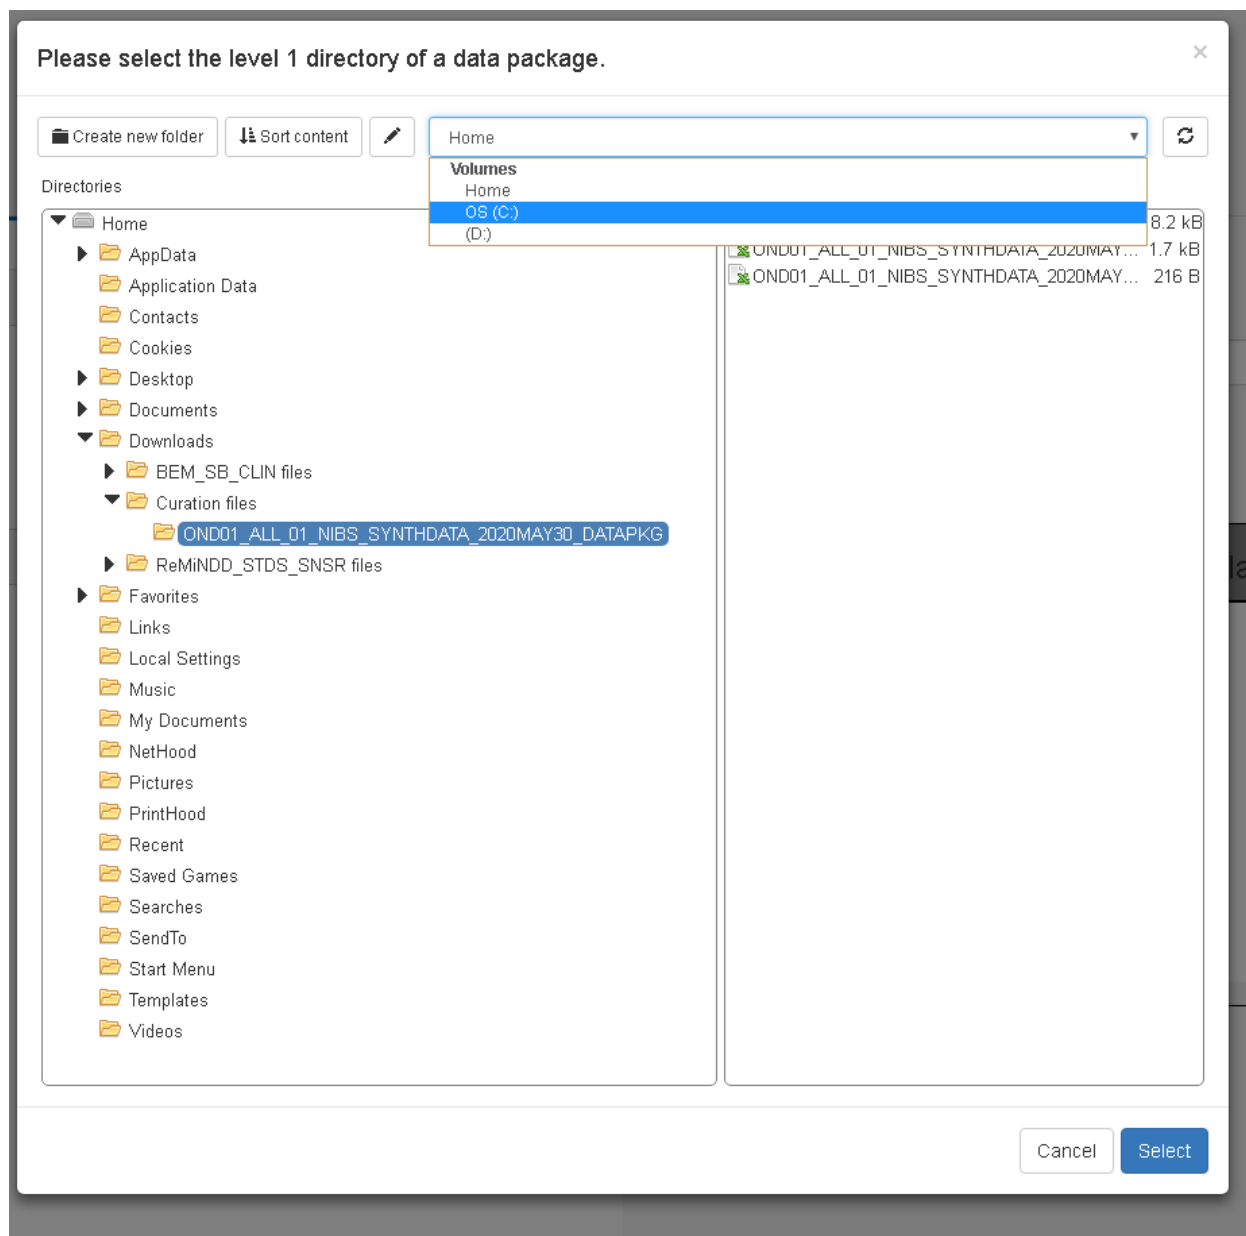 Please select the level 1 directory of a data package.
×
Create new folder
Sort content
Home
Volumes
Home
OS (C:)
(D:)
Directories
Home
8.2 kB
AppData
OND01_ALL_01_NIBS_SYNTHDATA_2020MAY... 1.7 kB
OND01_ALL_01_NIBS_SYNTHDATA_2020MAY... 216 B
Application Data
Contacts
Cookies
Desktop
Documents
Downloads
BEM_SB_CLIN files
Curation files
OND01_ALL_01_NIBS_SYNTHDATA_2020MAY30_DATAPKG
ReMiNDD_STDS_SNSR files
Favorites
Links
Local Settings
Music
My Documents
NetHood
Pictures
PrintHood
Recent
Saved Games
Searches
SendTo
Start Menu
Templates
Videos
Cancel
Select